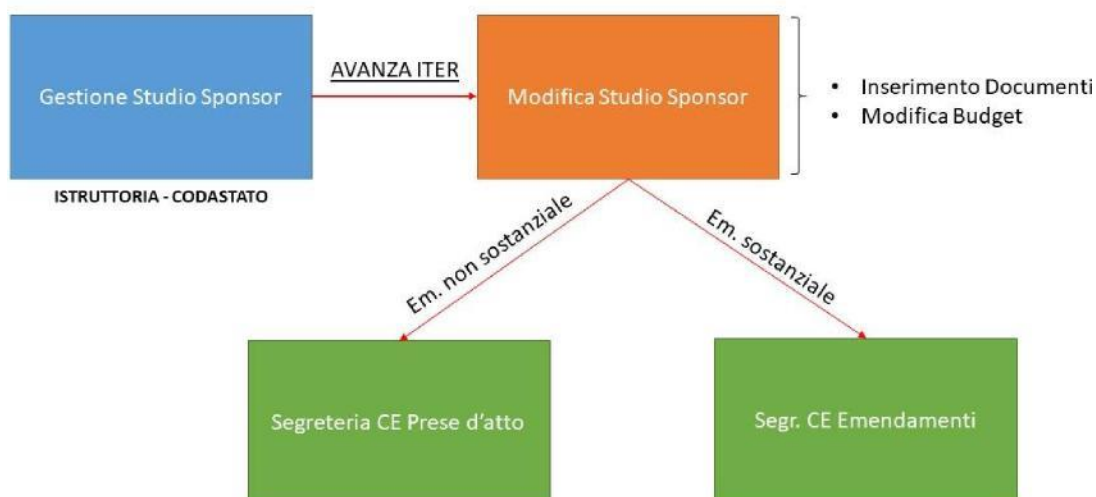 Gestione Studio Sponsor
AVANZA ITER
Modifica Studio Sponsor
• Inserimento Documenti
• Modifica Budget
ISTRUTTORIA - CODASTATO
Em. non sostanziale
Em. sostanziale
Segreteria CE Prese d'atto
Segr. CE Emendamenti